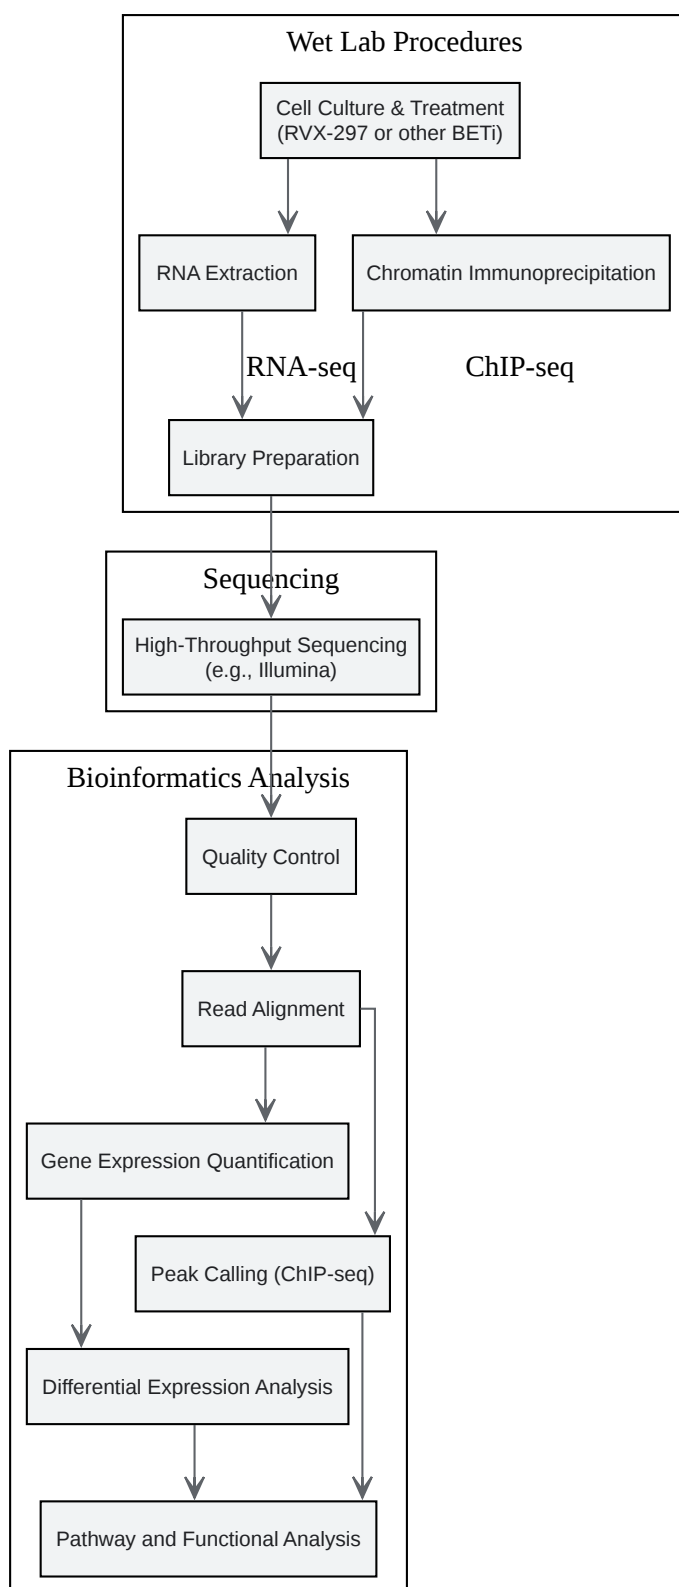 Wet Lab Procedures
Cell Culture & Treatment
(RVX-297 or other BETi)
RNA Extraction
Chromatin Immunoprecipitation
RNA-seq
ChIP-seq
Library Preparation
Sequencing
High-Throughput Sequencing
(e.g., Illumina)
Bioinformatics Analysis
Quality Control
Read Alignment
Gene Expression Quantification
Peak Calling (ChIP-seq)
Differential Expression Analysis
Pathway and Functional Analysis